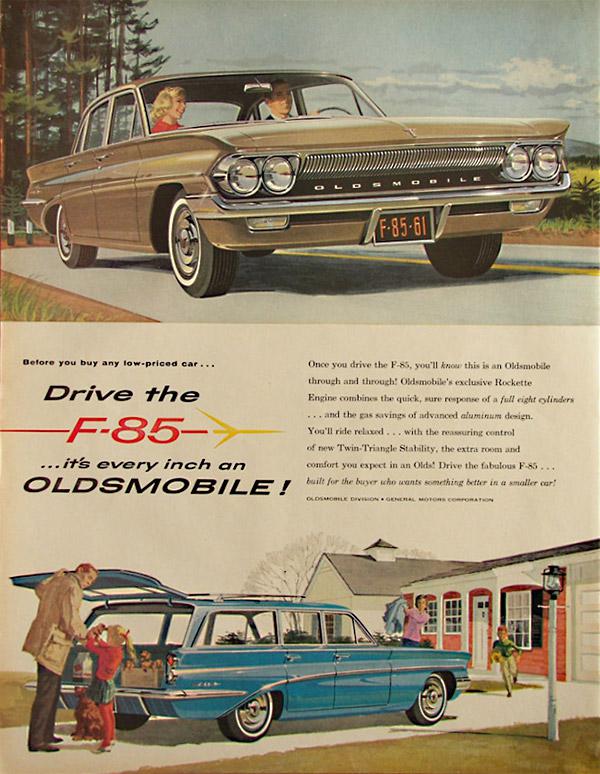 OLDSMOBILE
F-85-61
Before you buy any low-priced car...
Drive the
F-85
...it's every inch an
OLDSMOBILE!
Once you drive the F-85, you'll know this is an Oldsmobile
through and through! Oldsmobile's exclusive Rockette
Engine combines the quick, sure response of a full eight cylinders
... and the gas savings of advanced aluminum design.
You'll ride relaxed ... with the reassuring control
of new Twin-Triangle Stability, the extra room and
comfort you expect in an Olds! Drive the fabulous F-85 ...
built for the buyer who wants something better in a smaller car!
OLDSMOBILE DIVISION • GENERAL MOTORS CORPORATION